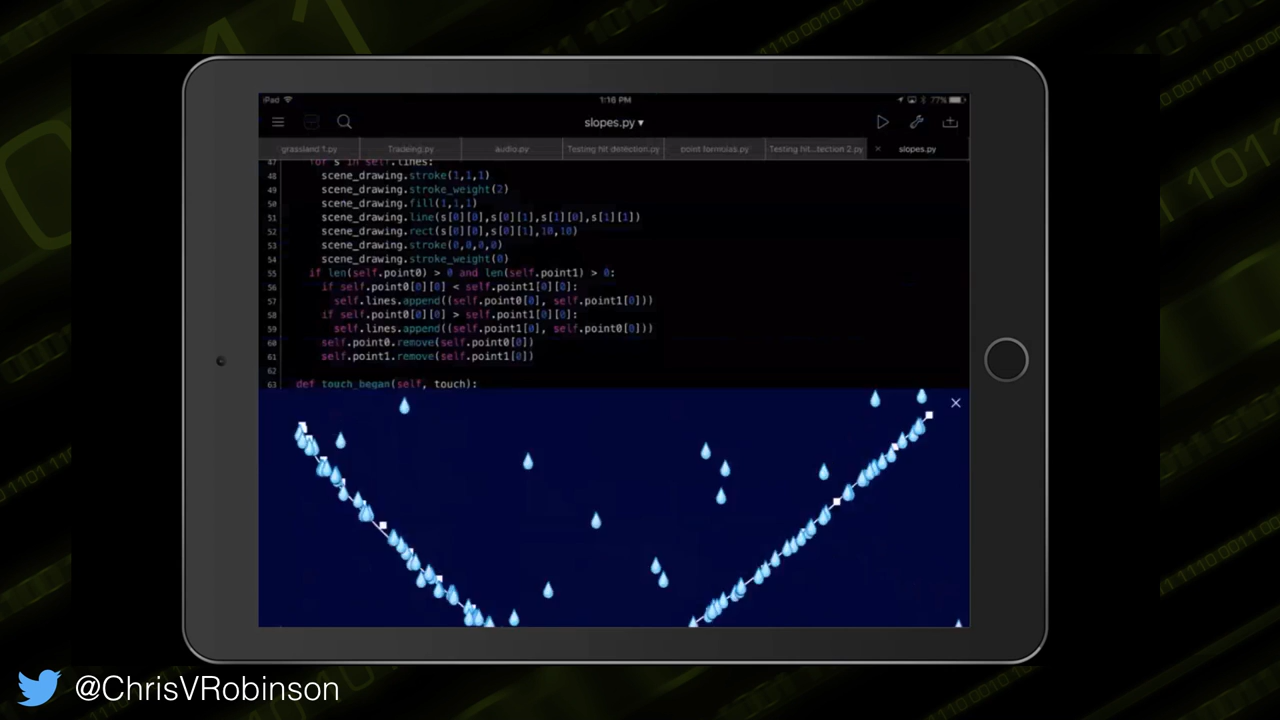 iPad
1:16 PM
77%
slopes.py ▾
grassland 1.py
Tradeing.py
audio.py
Testing hit detection.py
point formulas.py
Testing hit...tection 2.py
× slopes.py
47 for s in self.lines:
48 scene_drawing.stroke(1,1,1)
49 scene_drawing.stroke_weight(2)
50 scene_drawing.fill(1,1,1)
51 scene_drawing.line(s[0][0],s[0][1],s[1][0],s[1][1])
52 scene_drawing.rect(s[0][0],s[0][1],10,10)
53 scene_drawing.stroke(0,0,0,0)
54 scene_drawing.stroke_weight(0)
55 if len(self.point0) > 0 and len(self.point1) > 0:
56 if self.point0[0][0] < self.point1[0][0]:
57 self.lines.append((self.point0[0], self.point1[0]))
58 if self.point0[0][0] > self.point1[0][0]:
59 self.lines.append((self.point1[0], self.point0[0]))
60 self.point0.remove(self.point0[0])
61 self.point1.remove(self.point1[0])
62
63 def touch_began(self, touch):
@ChrisVRobinson